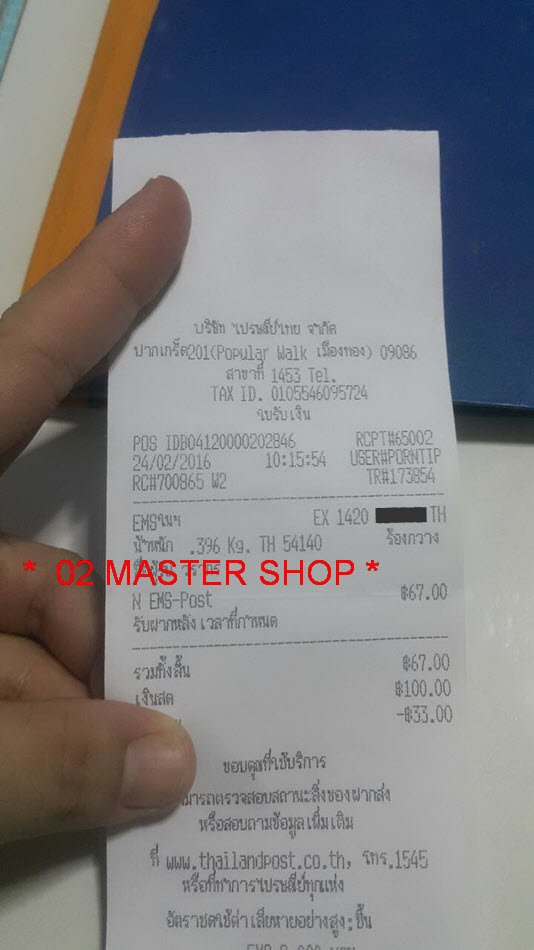 บริษัท ไปรษณีย์ไทย จำกัด
ปากเกร็ด201(Popular Walk เมืองทอง) 09086
สาขาที่ 1453 Tel.
TAX ID. 0105546095724
ใบรับเงิน
POS IDB04120000202846 RCPT#65002
24/02/2016 10:15:54 USER#PORNTIP
RC#700865 W2 TR#173854
EMSในฯ EX 1420 TH
น้ำหนัก .396 Kg. TH 54140 ร้องกวาง
* 02 MASTER SHOP *
N EMS-Post ฿67.00
รับฝากหลังเวลาที่กำหนด
รวมทั้งสิ้น ฿67.00
เงินสด ฿100.00
-฿33.00
ขอบคุณที่ใช้บริการ
มารถตรวจสอบสถานะสิ่งของฝากส่ง
หรือสอบถามข้อมูลเพิ่มเติม
ที่ www.thailandpost.co.th, โทร.1545
หรือที่ทำการไปรษณีย์ทุกแห่ง
อัตราชดใช้ค่าเสียหายอย่างสูง:ชิ้น